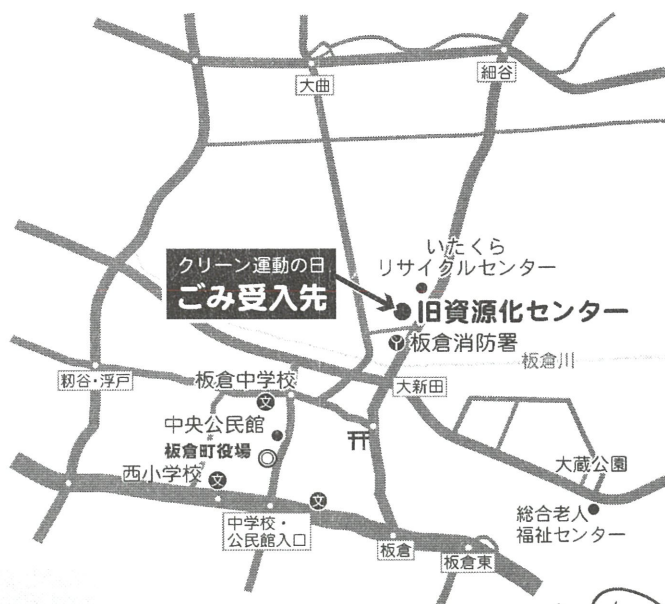 大曲
細谷
いたくら
リサイクルセンター
クリーン運動の日
ごみ受入先
旧資源化センター
板倉消防署
板倉川
籾谷・浮戸
板倉中学校
大新田
文
中央公民館
板倉町役場
西小学校
文
文
大蔵公園
総合老人
福祉センター
中学校・
公民館入口
板倉
板倉東